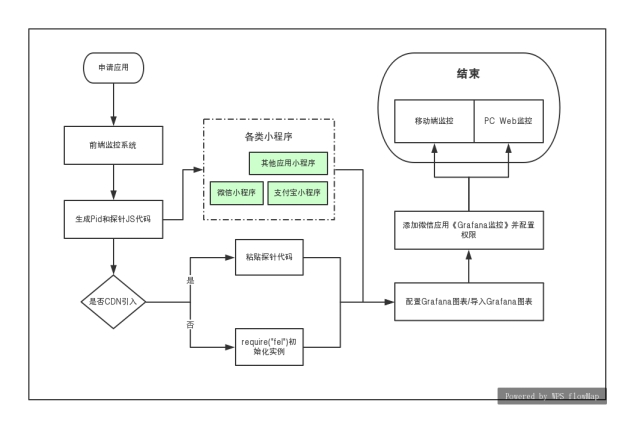 申请应用
前端监控系统
生成Pid和探针JS代码
是否CDN引入
各类小程序
其他应用小程序
微信小程序
支付宝小程序
是
否
粘贴探针代码
require("fel")初
始化实例
结束
移动端监控
PC Web监控
添加微信应用《Grafana监控》并配置
权限
配置Grafana图表/导入Grafana图表
Powered by WPS flowMap